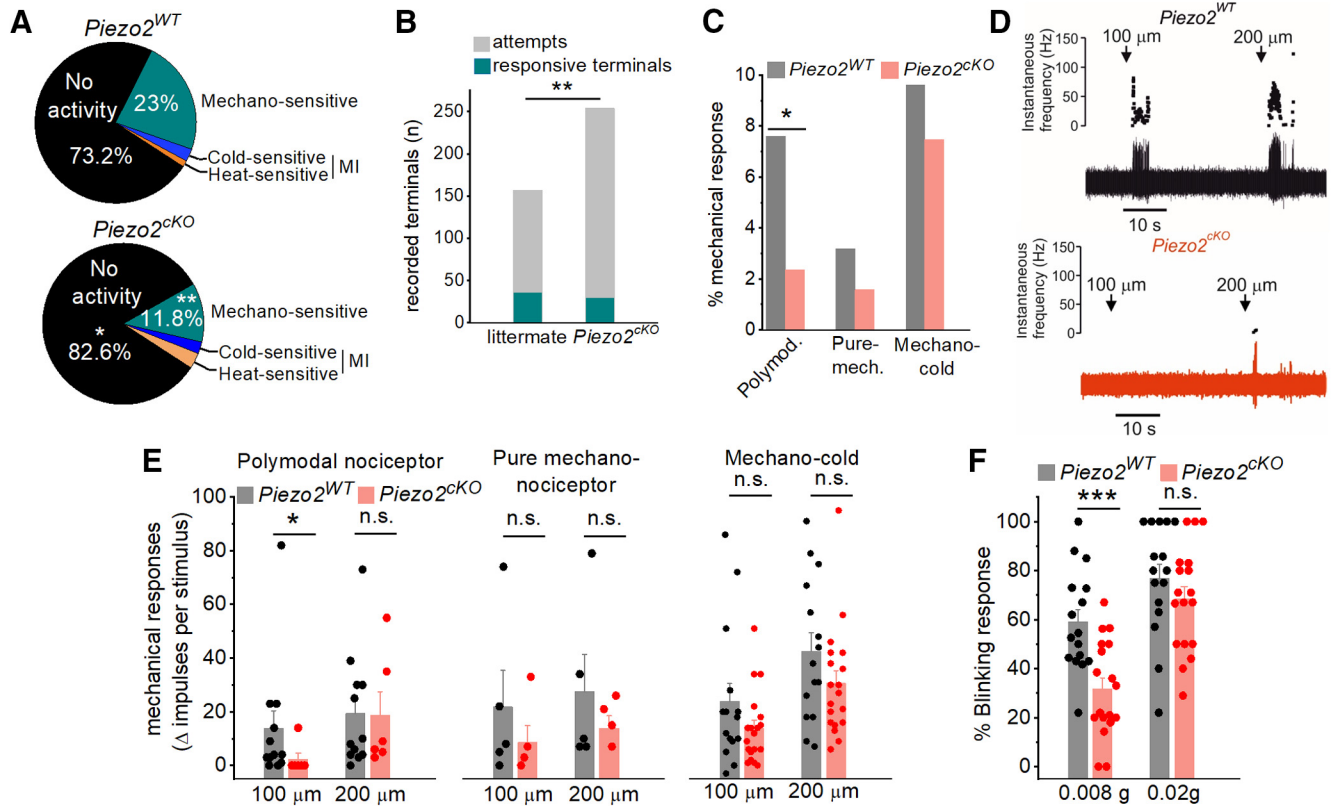 A
Piezo2WT
No
activity
23%
73.2%
Mechano-sensitive
Cold-sensitive
Heat-sensitive
MI
Piezo2cKO
No
activity
*
82.6%
**
11.8%
Mechano-sensitive
Cold-sensitive
Heat-sensitive
MI
B
attempts
responsive terminals
**
recorded terminals (n)
250
200
150
100
50
0
littermate Piezo2cKO
C
Piezo2WT Piezo2cKO
% mechanical response
10
8
6
4
2
0
*
Polymod.
Pure-
mech.
Mechano-
cold
D
Piezo2WT
Instantaneous
frequency (Hz)
150
100
50
0
100 µm
200 µm
10 s
Piezo2cKO
Instantaneous
frequency (Hz)
150
100
50
0
100 µm
200 µm
10 s
E
Polymodal nociceptor
Piezo2WT Piezo2cKO
mechanical responses
(Δ impulses per stimulus)
100
80
60
40
20
0
*
n.s.
100 µm 200 µm
Pure mechano-
nociceptor
n.s. n.s.
100 µm 200 µm
Mechano-cold
n.s. n.s.
100 µm 200 µm
F
Piezo2WT Piezo2cKO
% Blinking response
100
80
60
40
20
0
***
n.s.
0.008 g 0.02g